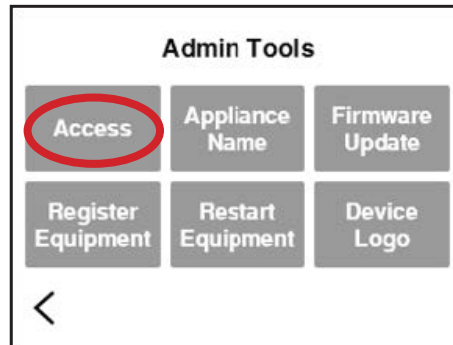 Admin Tools
Access
Appliance
Name
Firmware
Update
Register
Equipment
Restart
Equipment
Device
Logo